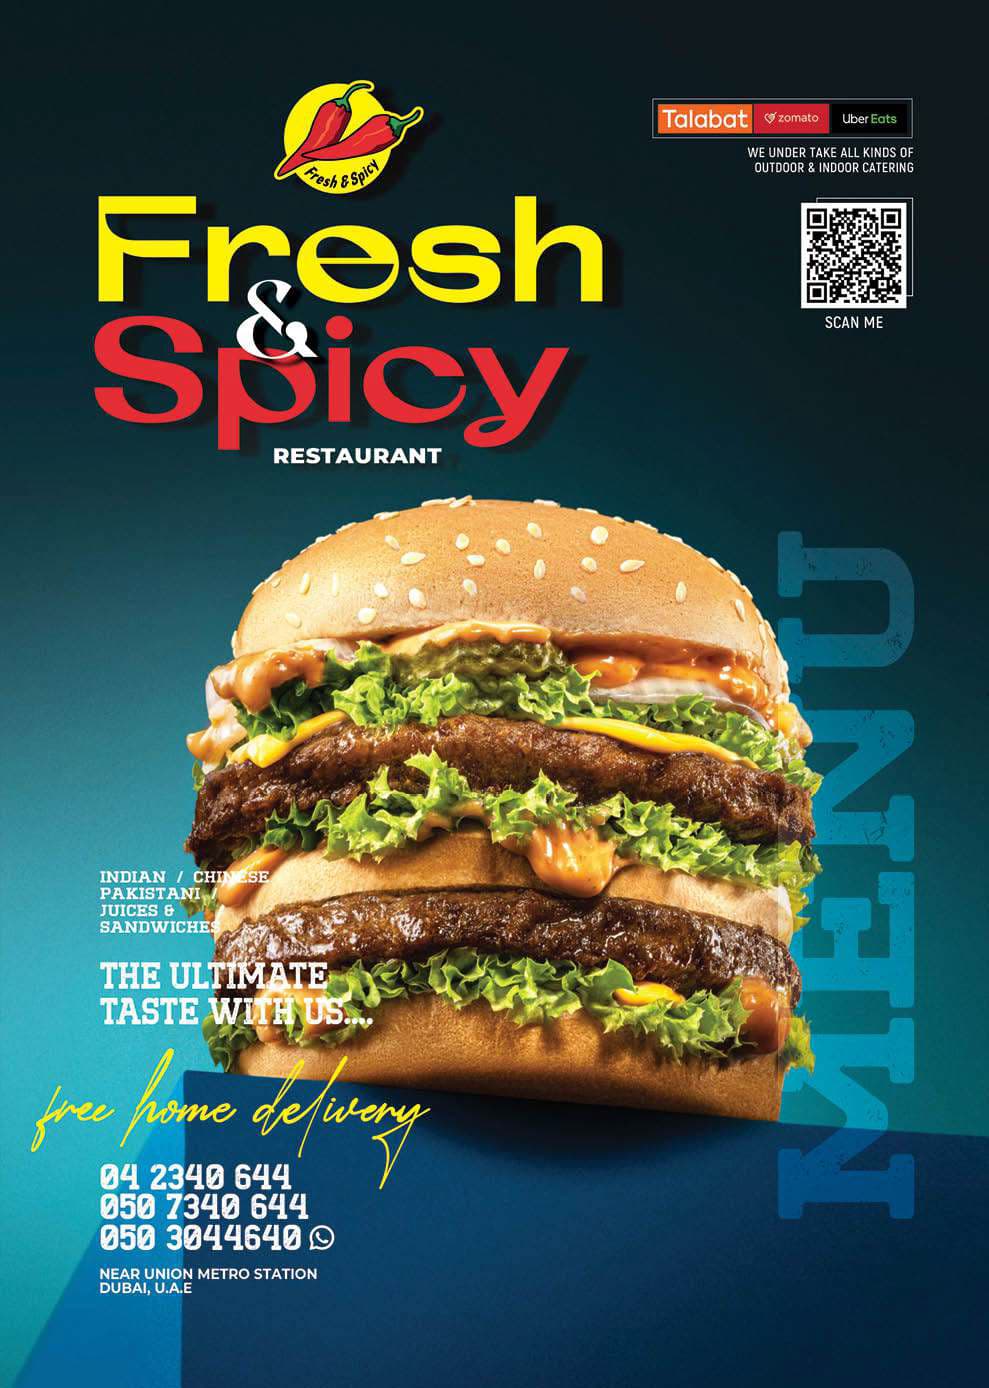 Fresh & Spicy
Fresh
&
Spicy
RESTAURANT
Talabat
zomato
Uber Eats
WE UNDER TAKE ALL KINDS OF
OUTDOOR & INDOOR CATERING
SCAN ME
MENU
INDIAN / CHINESE
PAKISTANI /
JUICES &
SANDWICHES
THE ULTIMATE
TASTE WITH US....
free home delivery
04 2340 644
050 7340 644
050 3044640
NEAR UNION METRO STATION
DUBAI, U.A.E